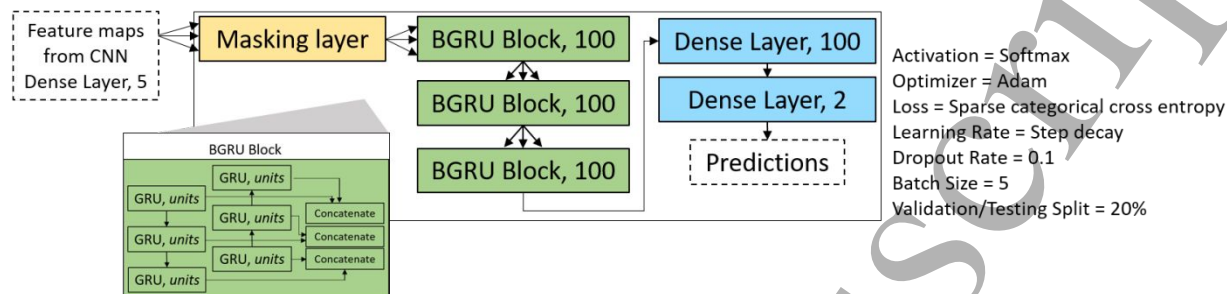 Feature maps
from CNN
Dense Layer, 5
Masking layer
BGRU Block, 100
BGRU Block, 100
BGRU Block, 100
Dense Layer, 100
Dense Layer, 2
Predictions
Activation = Softmax
Optimizer = Adam
Loss = Sparse categorical cross entropy
Learning Rate = Step decay
Dropout Rate = 0.1
Batch Size = 5
Validation/Testing Split = 20%
BGRU Block
GRU, units
GRU, units
GRU, units
GRU, units
GRU, units
GRU, units
Concatenate
Concatenate
Concatenate
script